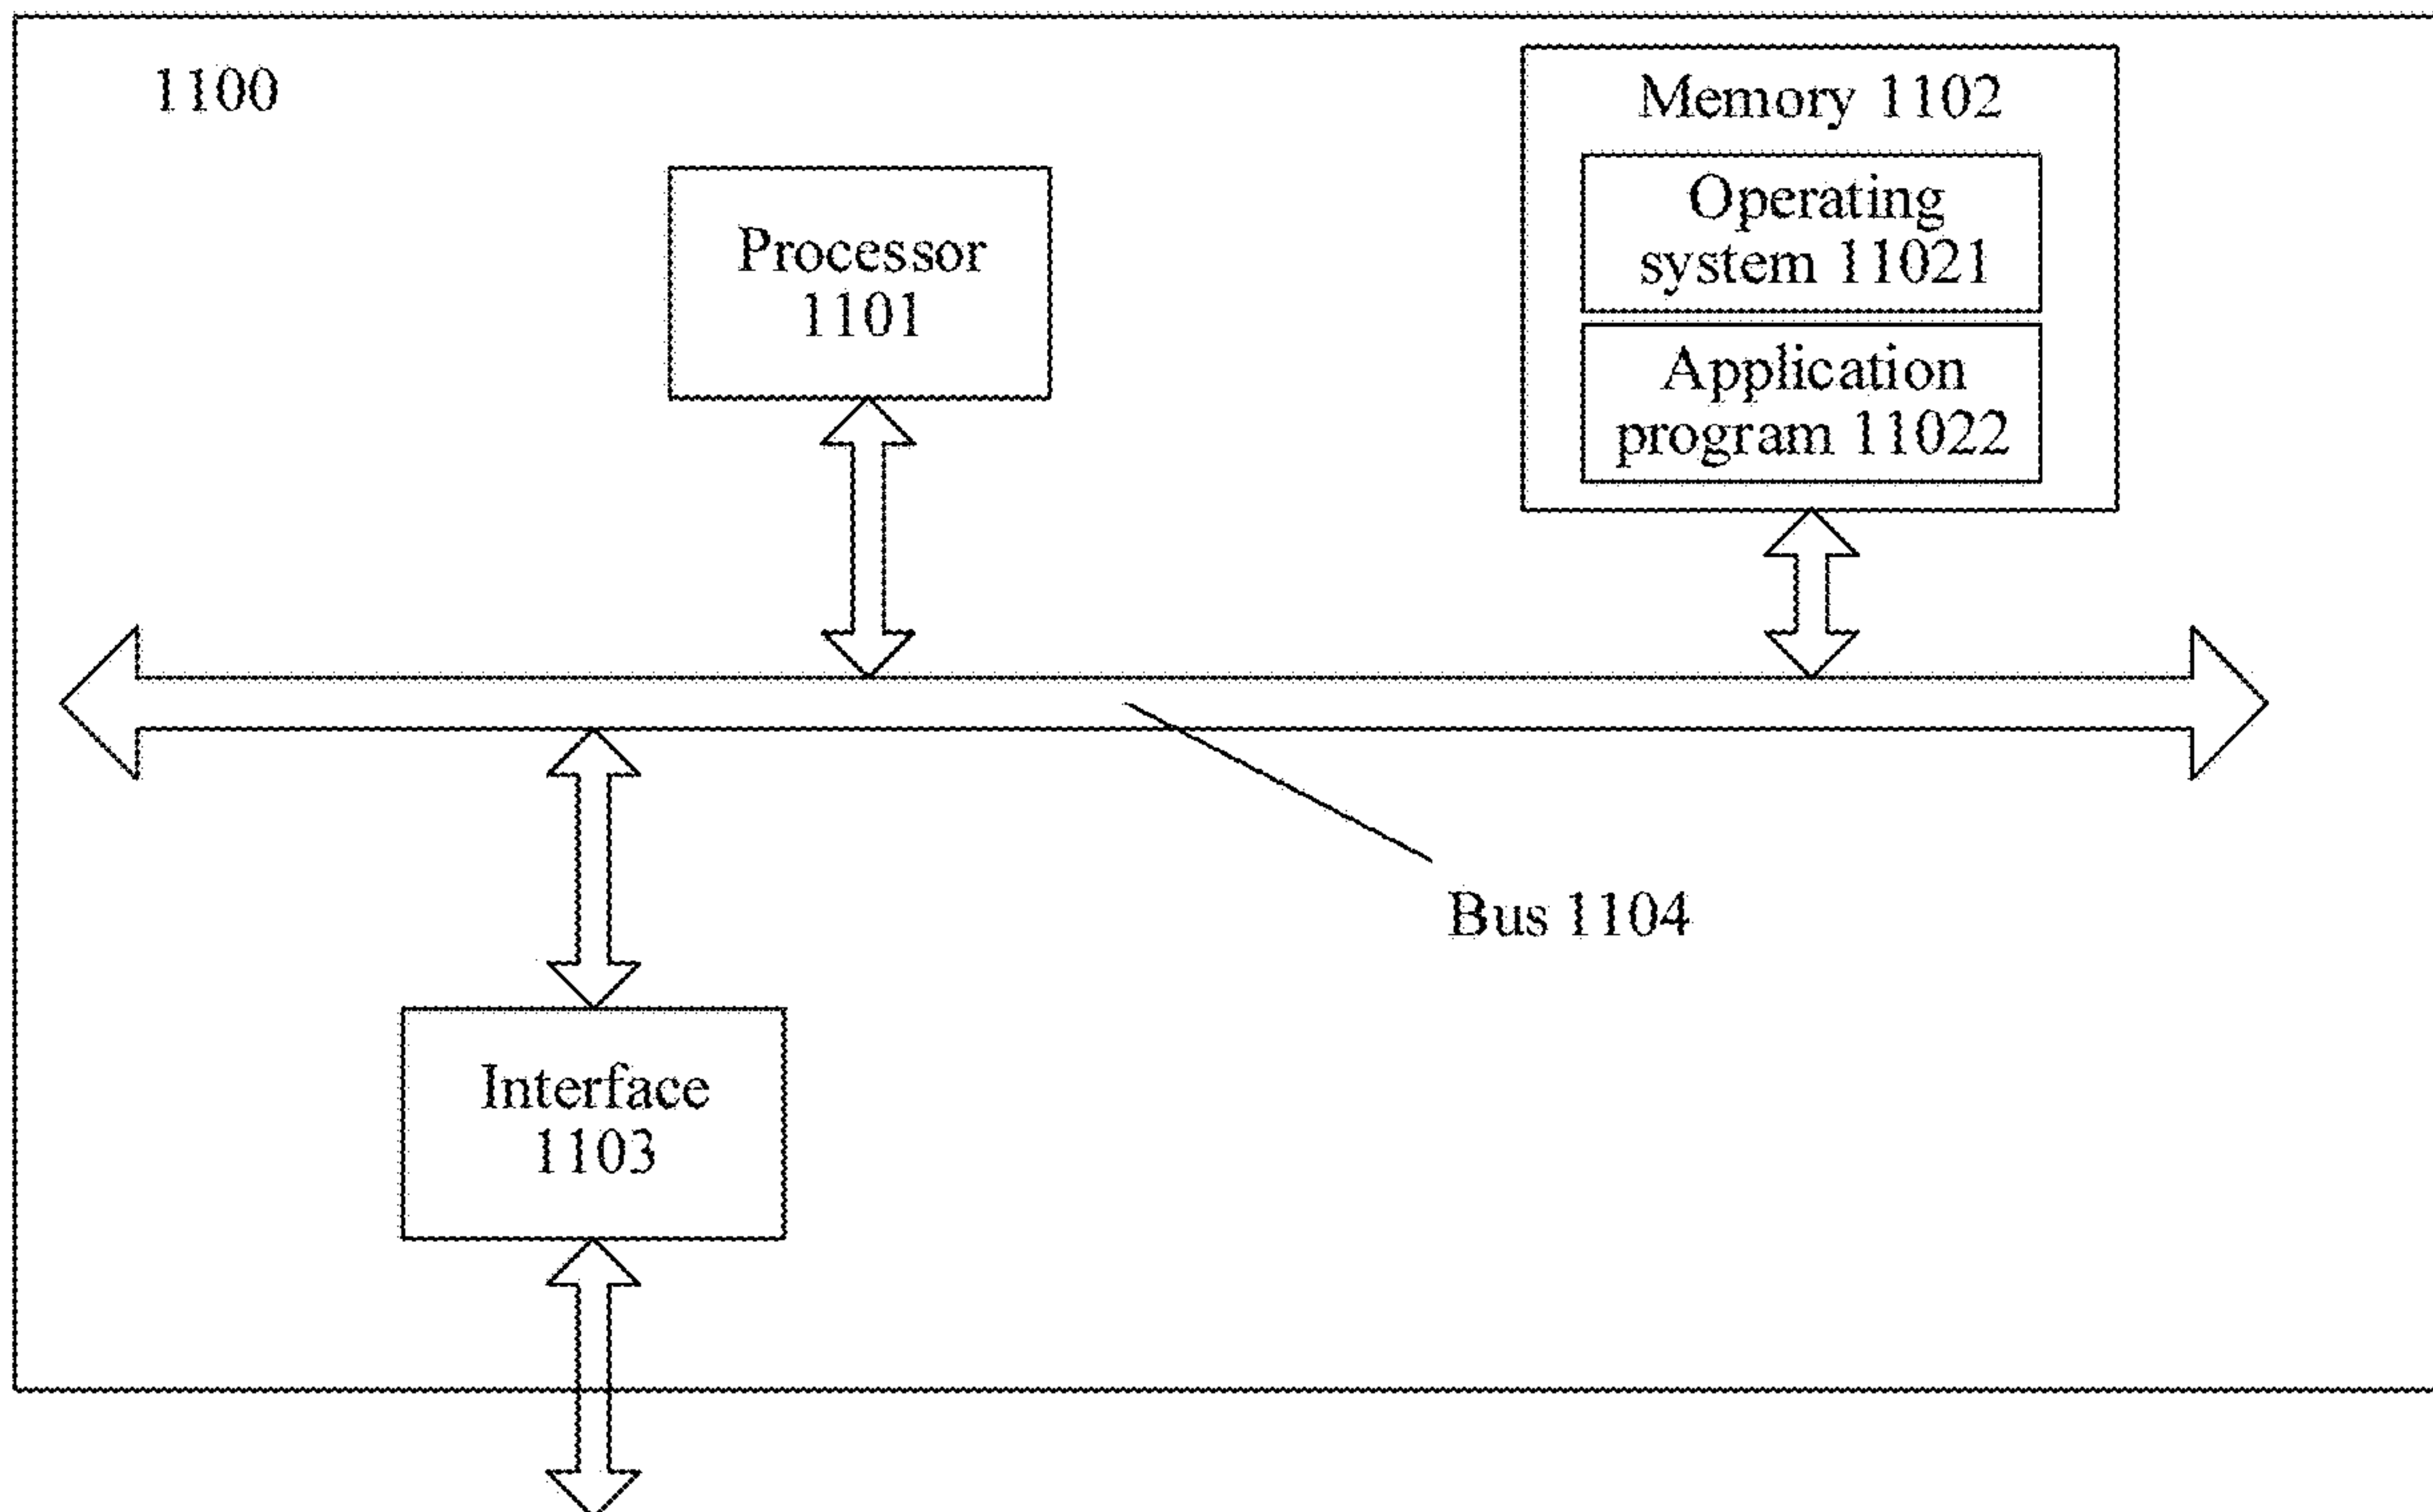 1100
Memory 1102
Operating
system 11021
Application
program 11022
Processor
1101
Bus 1104
Interface
1103